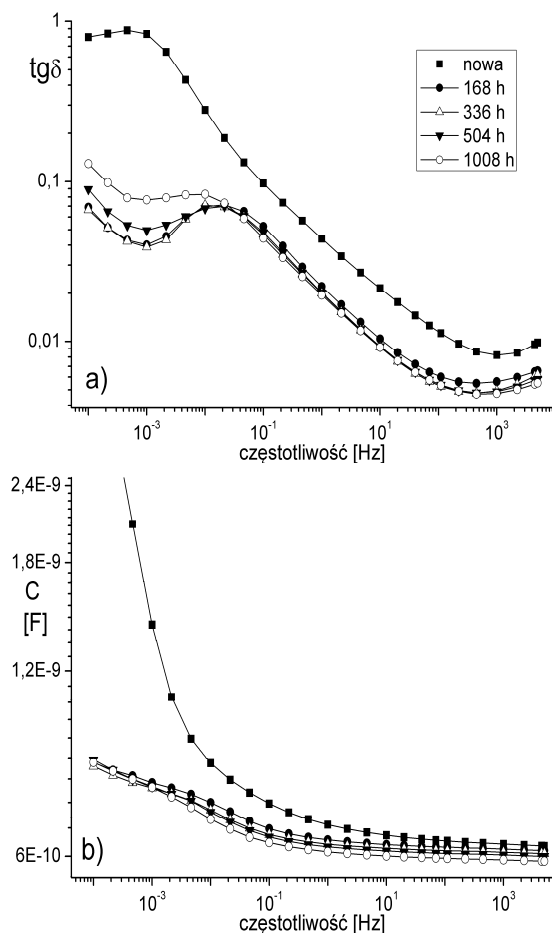 1
tgδ
0,1
0,01
a)
nowa
168 h
336 h
504 h
1008 h
10-3
10-1
101
103
częstotliwość [Hz]
2,4E-9
1,8E-9
C
[F]
1,2E-9
6E-10
b)
10-3
10-1
101
103
częstotliwość [Hz]